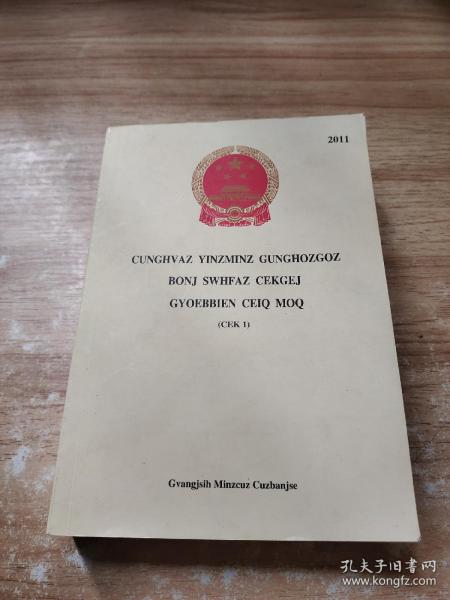 2011
CUNGHVAZ YINZMINZ GUNGHOZGOZ
BONJ SWHFAZ CEKGEJ
GYOEBBIEN CEIQ MOQ
(CEK 1)
Gvangjsih Minzcuz Cuzbanjse
孔夫子旧书网
www.kongfz.com